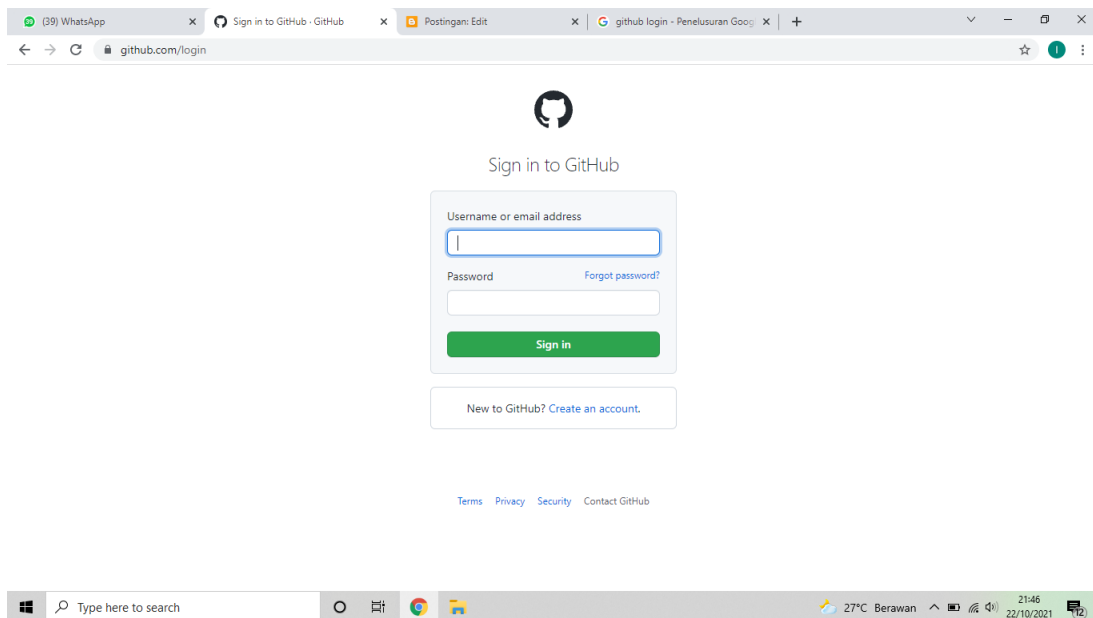 (39) WhatsApp
Sign in to GitHub · GitHub
Postingan: Edit
github login - Penelusuran Goog
github.com/login
I
Sign in to GitHub
Username or email address
Password Forgot password?
Sign in
New to GitHub? Create an account.
Terms Privacy Security Contact GitHub
Type here to search
27°C Berawan
21:46
22/10/2021
12